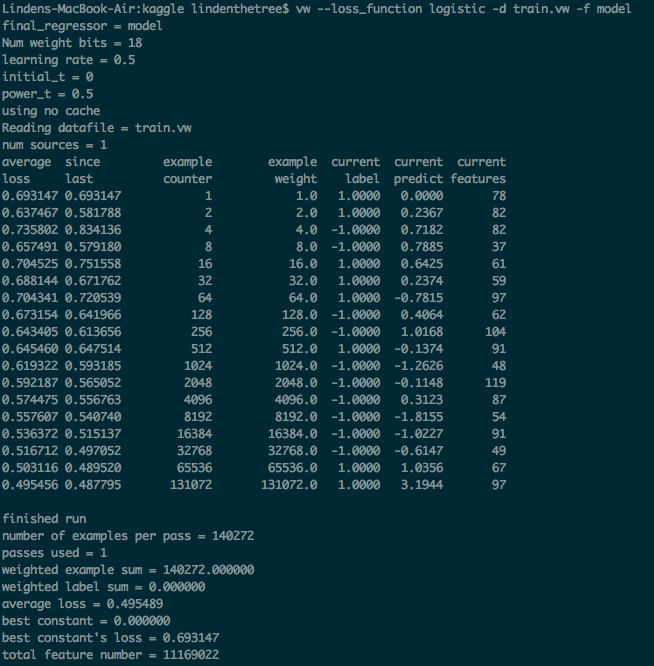 Lindens-MacBook-Air:kaggle lindenthetree$ vw --loss_function logistic -d train.vw -f model
final_regressor = model
Num weight bits = 18
learning rate = 0.5
initial_t = 0
power_t = 0.5
using no cache
Reading datafile = train.vw
num sources = 1
average since example example current current current
loss last counter weight label predict features
0.693147 0.693147 1 1.0 1.0000 0.0000 78
0.637467 0.581788 2 2.0 1.0000 0.2367 82
0.735802 0.834136 4 4.0 -1.0000 0.7182 82
0.657491 0.579180 8 8.0 -1.0000 0.7885 37
0.704525 0.751558 16 16.0 1.0000 0.6425 61
0.688144 0.671762 32 32.0 1.0000 0.2374 59
0.704341 0.720539 64 64.0 1.0000 -0.7815 97
0.673154 0.641966 128 128.0 -1.0000 0.4064 62
0.643405 0.613656 256 256.0 -1.0000 1.0168 104
0.645460 0.647514 512 512.0 1.0000 -0.1374 91
0.619322 0.593185 1024 1024.0 -1.0000 -1.2626 48
0.592187 0.565052 2048 2048.0 -1.0000 -0.1148 119
0.574475 0.556763 4096 4096.0 -1.0000 0.3123 87
0.557607 0.540740 8192 8192.0 -1.0000 -1.8155 54
0.536372 0.515137 16384 16384.0 -1.0000 -1.0227 91
0.516712 0.497052 32768 32768.0 -1.0000 -0.6147 49
0.503116 0.489520 65536 65536.0 1.0000 1.0356 67
0.495456 0.487795 131072 131072.0 1.0000 3.1944 97
finished run
number of examples per pass = 140272
passes used = 1
weighted example sum = 140272.000000
weighted label sum = 0.000000
average loss = 0.495489
best constant = 0.000000
best constant's loss = 0.693147
total feature number = 11169022